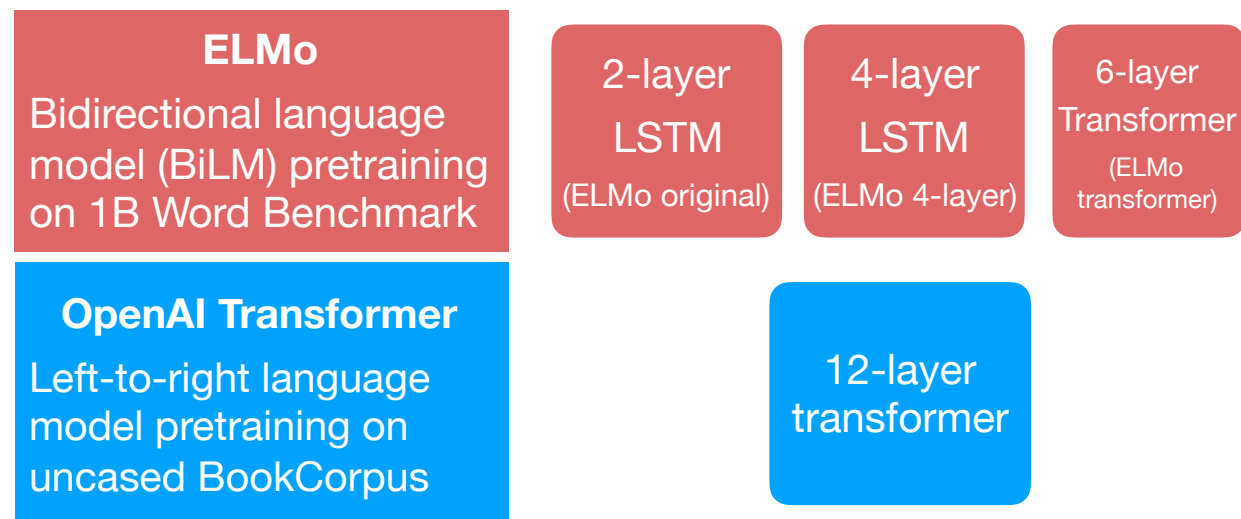 ELMo
Bidirectional language
model (BiLM) pretraining
on 1B Word Benchmark
2-layer
LSTM
(ELMo original)
4-layer
LSTM
(ELMo 4-layer)
6-layer
Transformer
(ELMo
transformer)
OpenAI Transformer
Left-to-right language
model pretraining on
uncased BookCorpus
12-layer
transformer